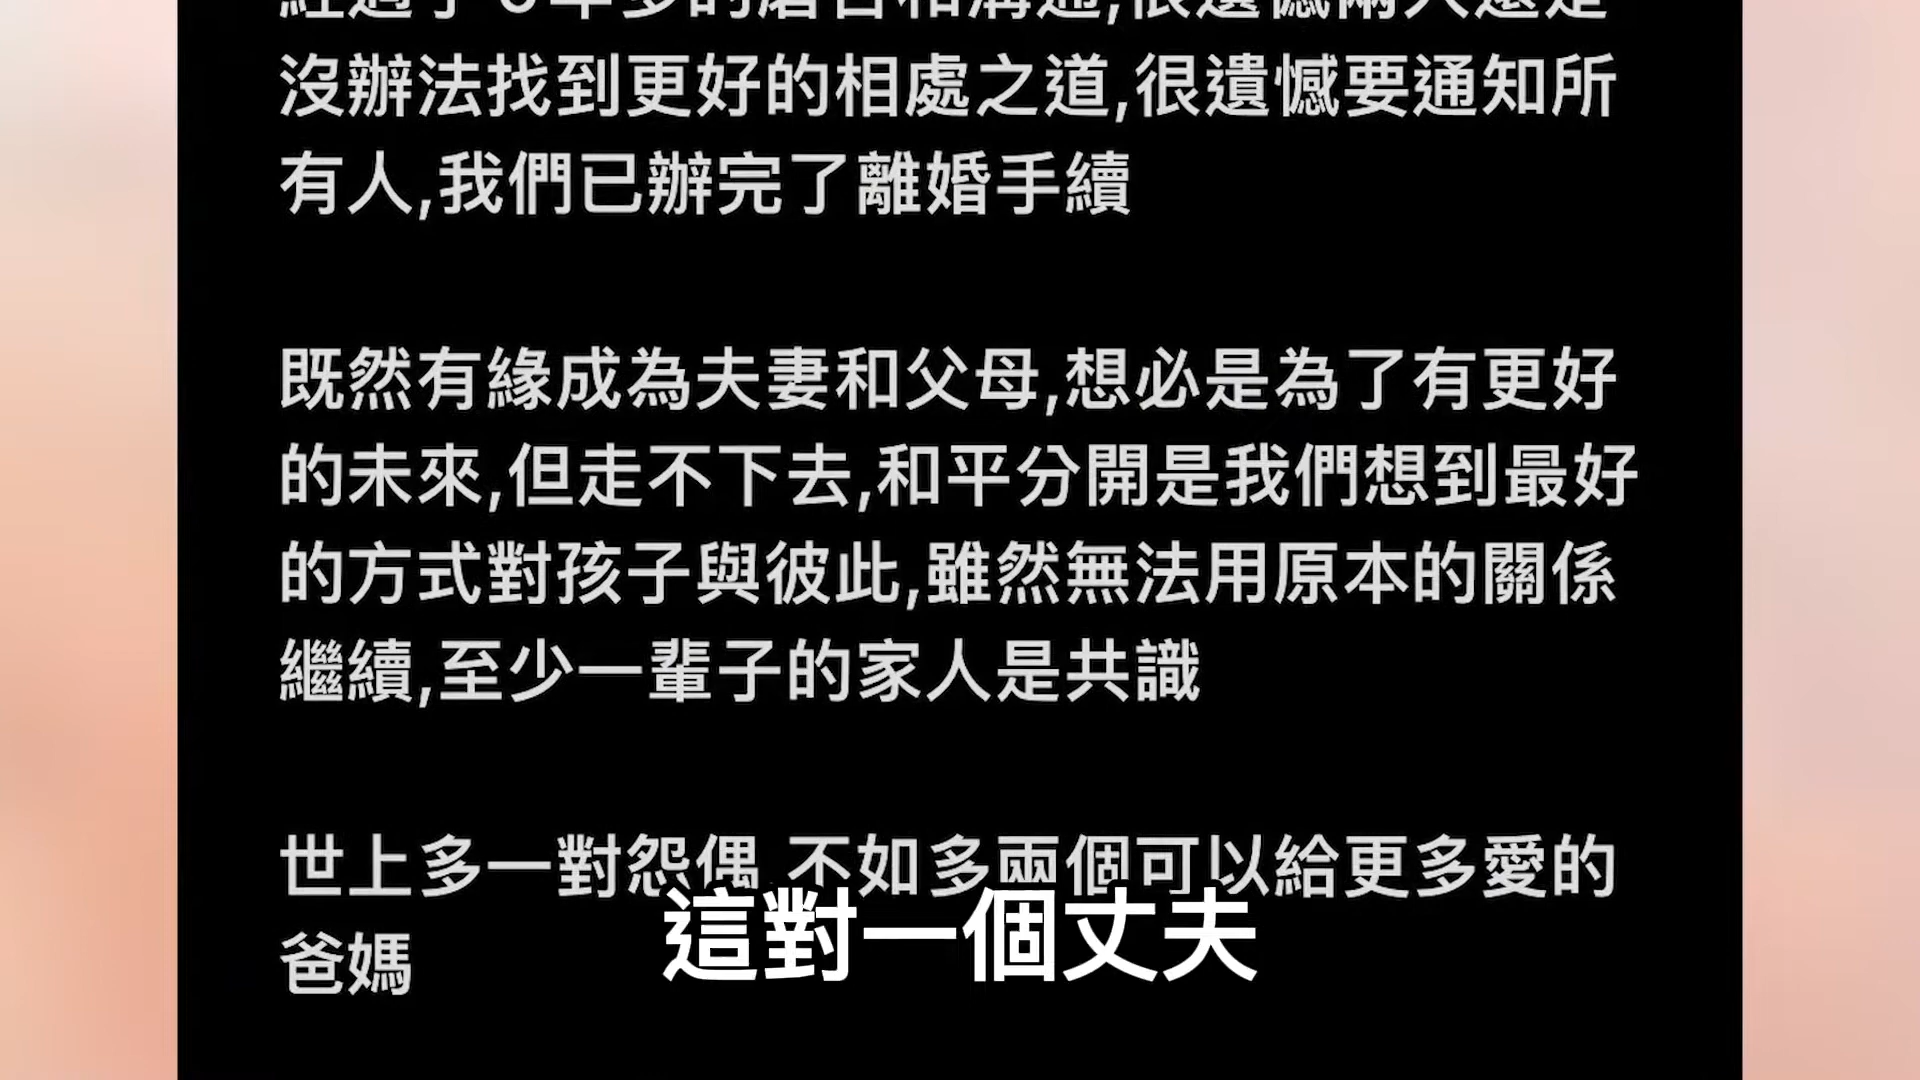 沒辦法找到更好的相處之道,很遺憾要通知所
有人,我們已辦完了離婚手續
既然有緣成為夫妻和父母,想必是為了有更好
的未來,但走不下去,和平分開是我們想到最好
的方式對孩子與彼此,雖然無法用原本的關係
繼續,至少一輩子的家人是共識
世上多一對怨偶,不如多兩個可以給更多愛的
爸媽
這對一個丈夫